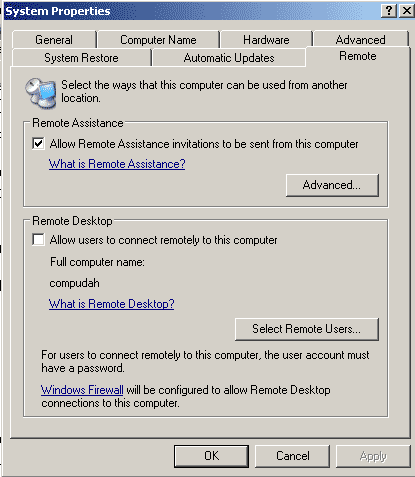 System Properties
General
Computer Name
Hardware
Advanced
System Restore
Automatic Updates
Remote
Select the ways that this computer can be used from another
location.
Remote Assistance
Allow Remote Assistance invitations to be sent from this computer
What is Remote Assistance?
Advanced...
Remote Desktop
Allow users to connect remotely to this computer
Full computer name:
compudah
What is Remote Desktop?
Select Remote Users...
For users to connect remotely to this computer, the user account must
have a password.
Windows Firewall will be configured to allow Remote Desktop
connections to this computer.
OK
Cancel
Apply